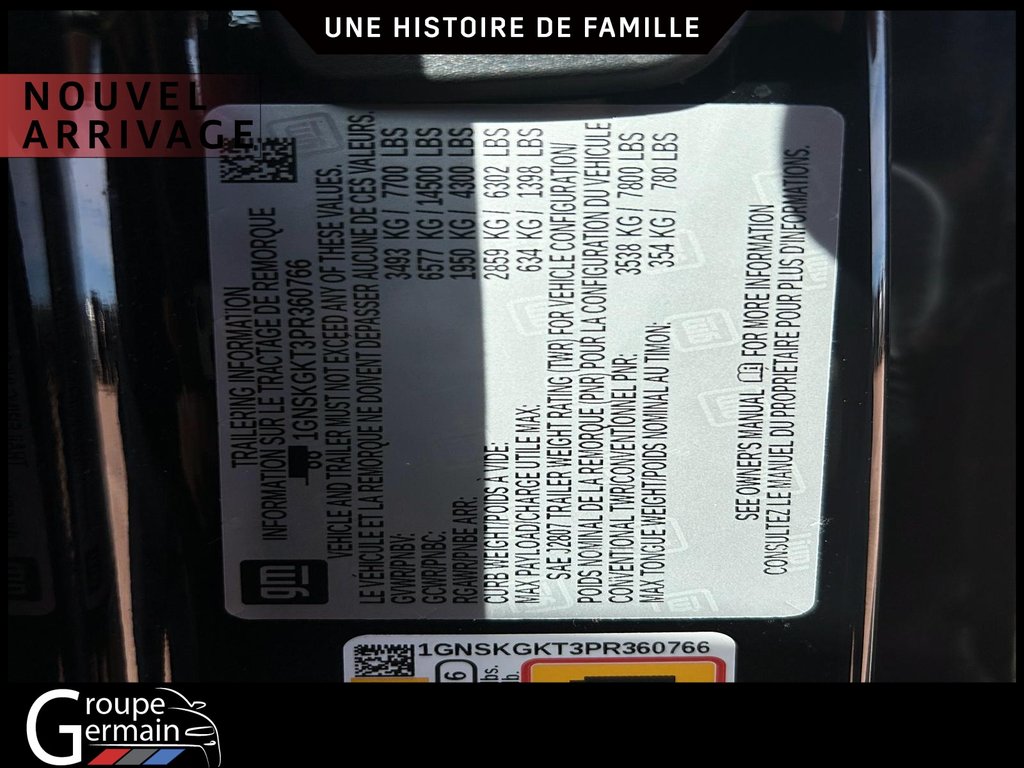 UNE HISTOIRE DE FAMILLE
NOUVEL
ARRIVAGE
TRAILERING INFORMATION
INFORMATION SUR LE TRACTAGE DE REMORQUE
1GNSKGKT3PR360766
VEHICLE AND TRAILER MUST NOT EXCEED ANY OF THESE VALUES.
LE VÉHICULE ET LA REMORQUE NE DOIVENT DÉPASSER AUCUNE DE CES VALEURS.
GVWR/PNBV: 3493 KG / 7700 LBS
GCWR/PNBC: 6577 KG / 14500 LBS
RGAWR/PNBE ARR: 1950 KG / 4300 LBS
CURB WEIGHT/POIDS À VIDE: 2859 KG / 6302 LBS
MAX PAYLOAD/CHARGE UTILE MAX: 634 KG / 1398 LBS
SAE J2807 TRAILER WEIGHT RATING (TWR) FOR VEHICLE CONFIGURATION/
POIDS NOMINAL DE LA REMORQUE (PNR) POUR LA CONFIGURATION DU VÉHICULE
CONVENTIONAL TWR/CONVENTIONNEL PNR: 3538 KG / 7800 LBS
MAX TONGUE WEIGHT/POIDS NOMINAL AU TIMON: 354 KG / 780 LBS
SEE OWNERS MANUAL FOR MORE INFORMATION
CONSULTEZ LE MANUEL DU PROPRIÉTAIRE POUR PLUS D'INFORMATIONS.
gm
1GNSKGKT3PR360766
Groupe
Germain